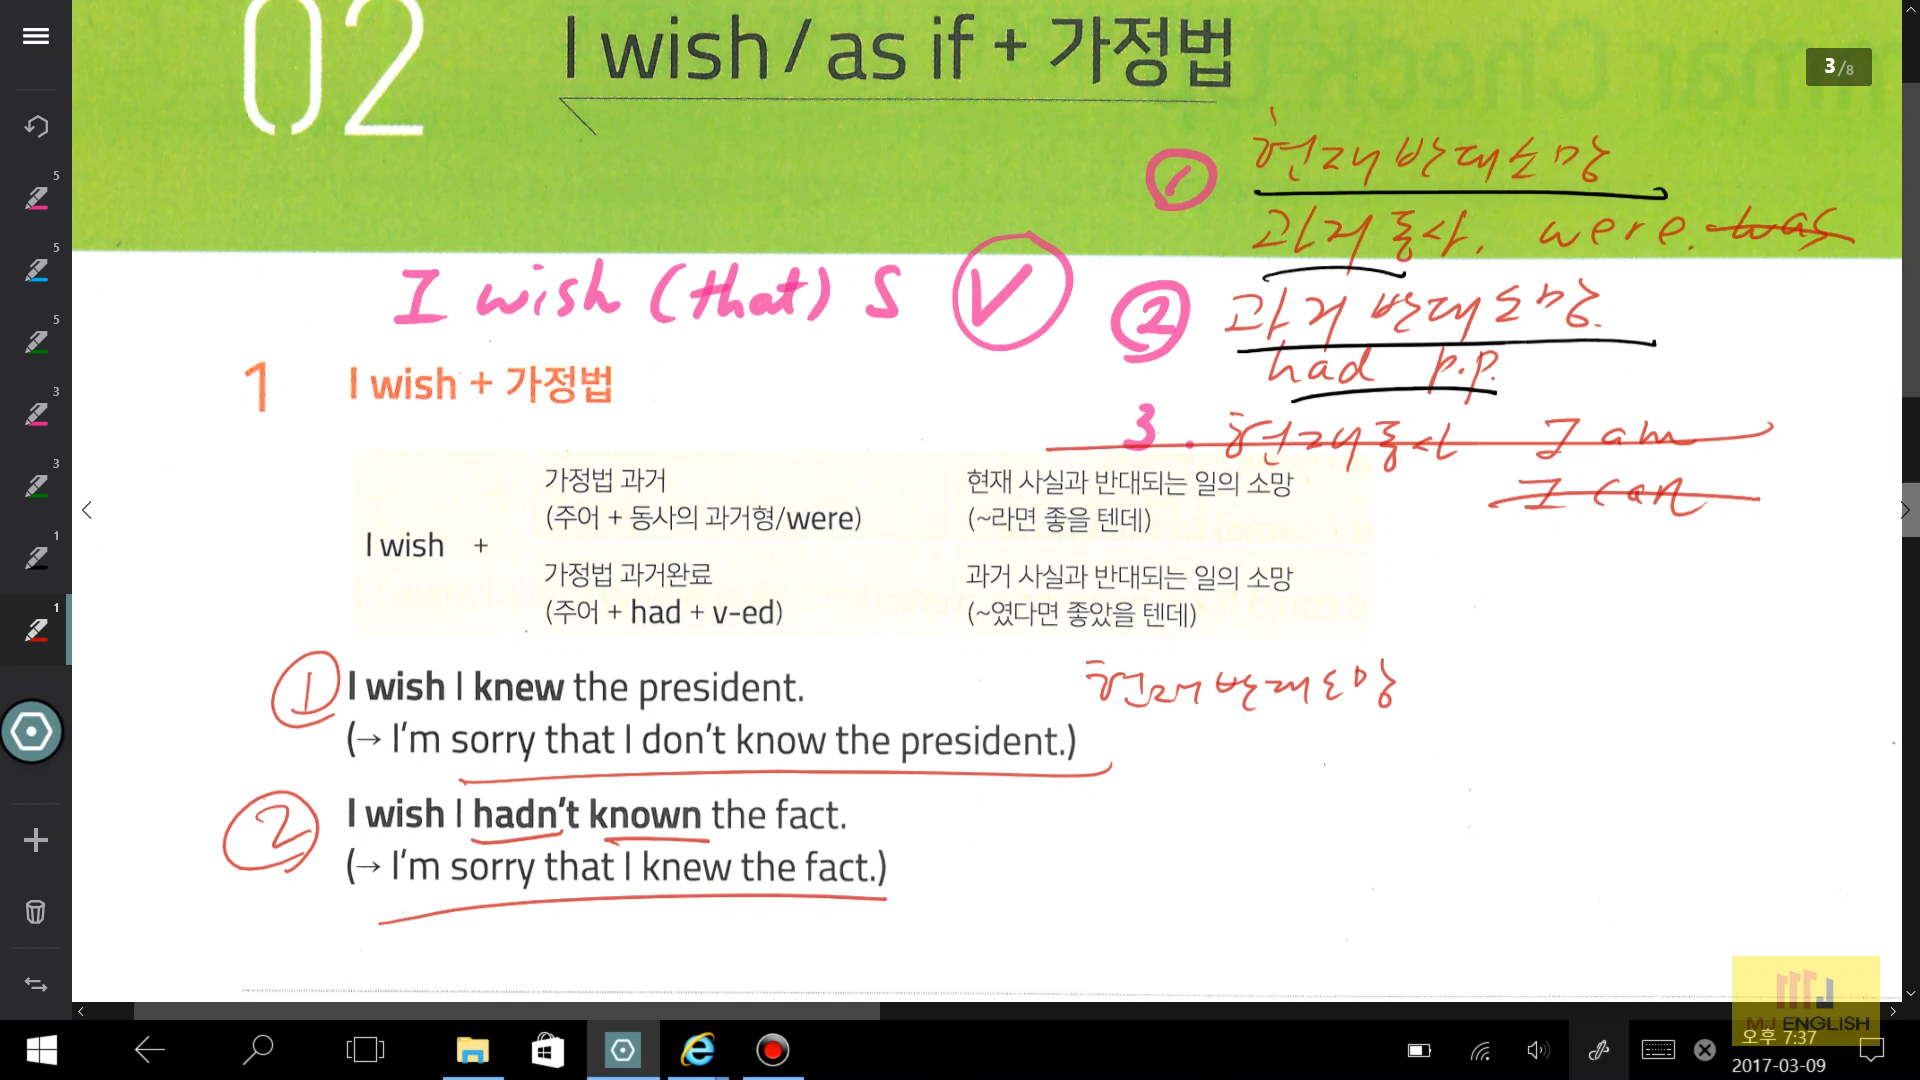 02
I wish / as if + 가정법
3/8
① 현재 반대 소망
과거동사, were. was
I wish (that) S V
② 과거 반대 소망.
had p.p.
3. 현재동사 I am
I can
1 I wish + 가정법
I wish +
가정법 과거
(주어 + 동사의 과거형/were)
현재 사실과 반대되는 일의 소망
(~라면 좋을 텐데)
가정법 과거완료
(주어 + had + v-ed)
과거 사실과 반대되는 일의 소망
(~였다면 좋았을 텐데)
① I wish I knew the president.
현재 반대 소망
(→ I'm sorry that I don't know the president.)
② I wish I hadn't known the fact.
(→ I'm sorry that I knew the fact.)
5
5
5
3
3
1
1
MJ ENGLISH
오후 7:37
2017-03-09